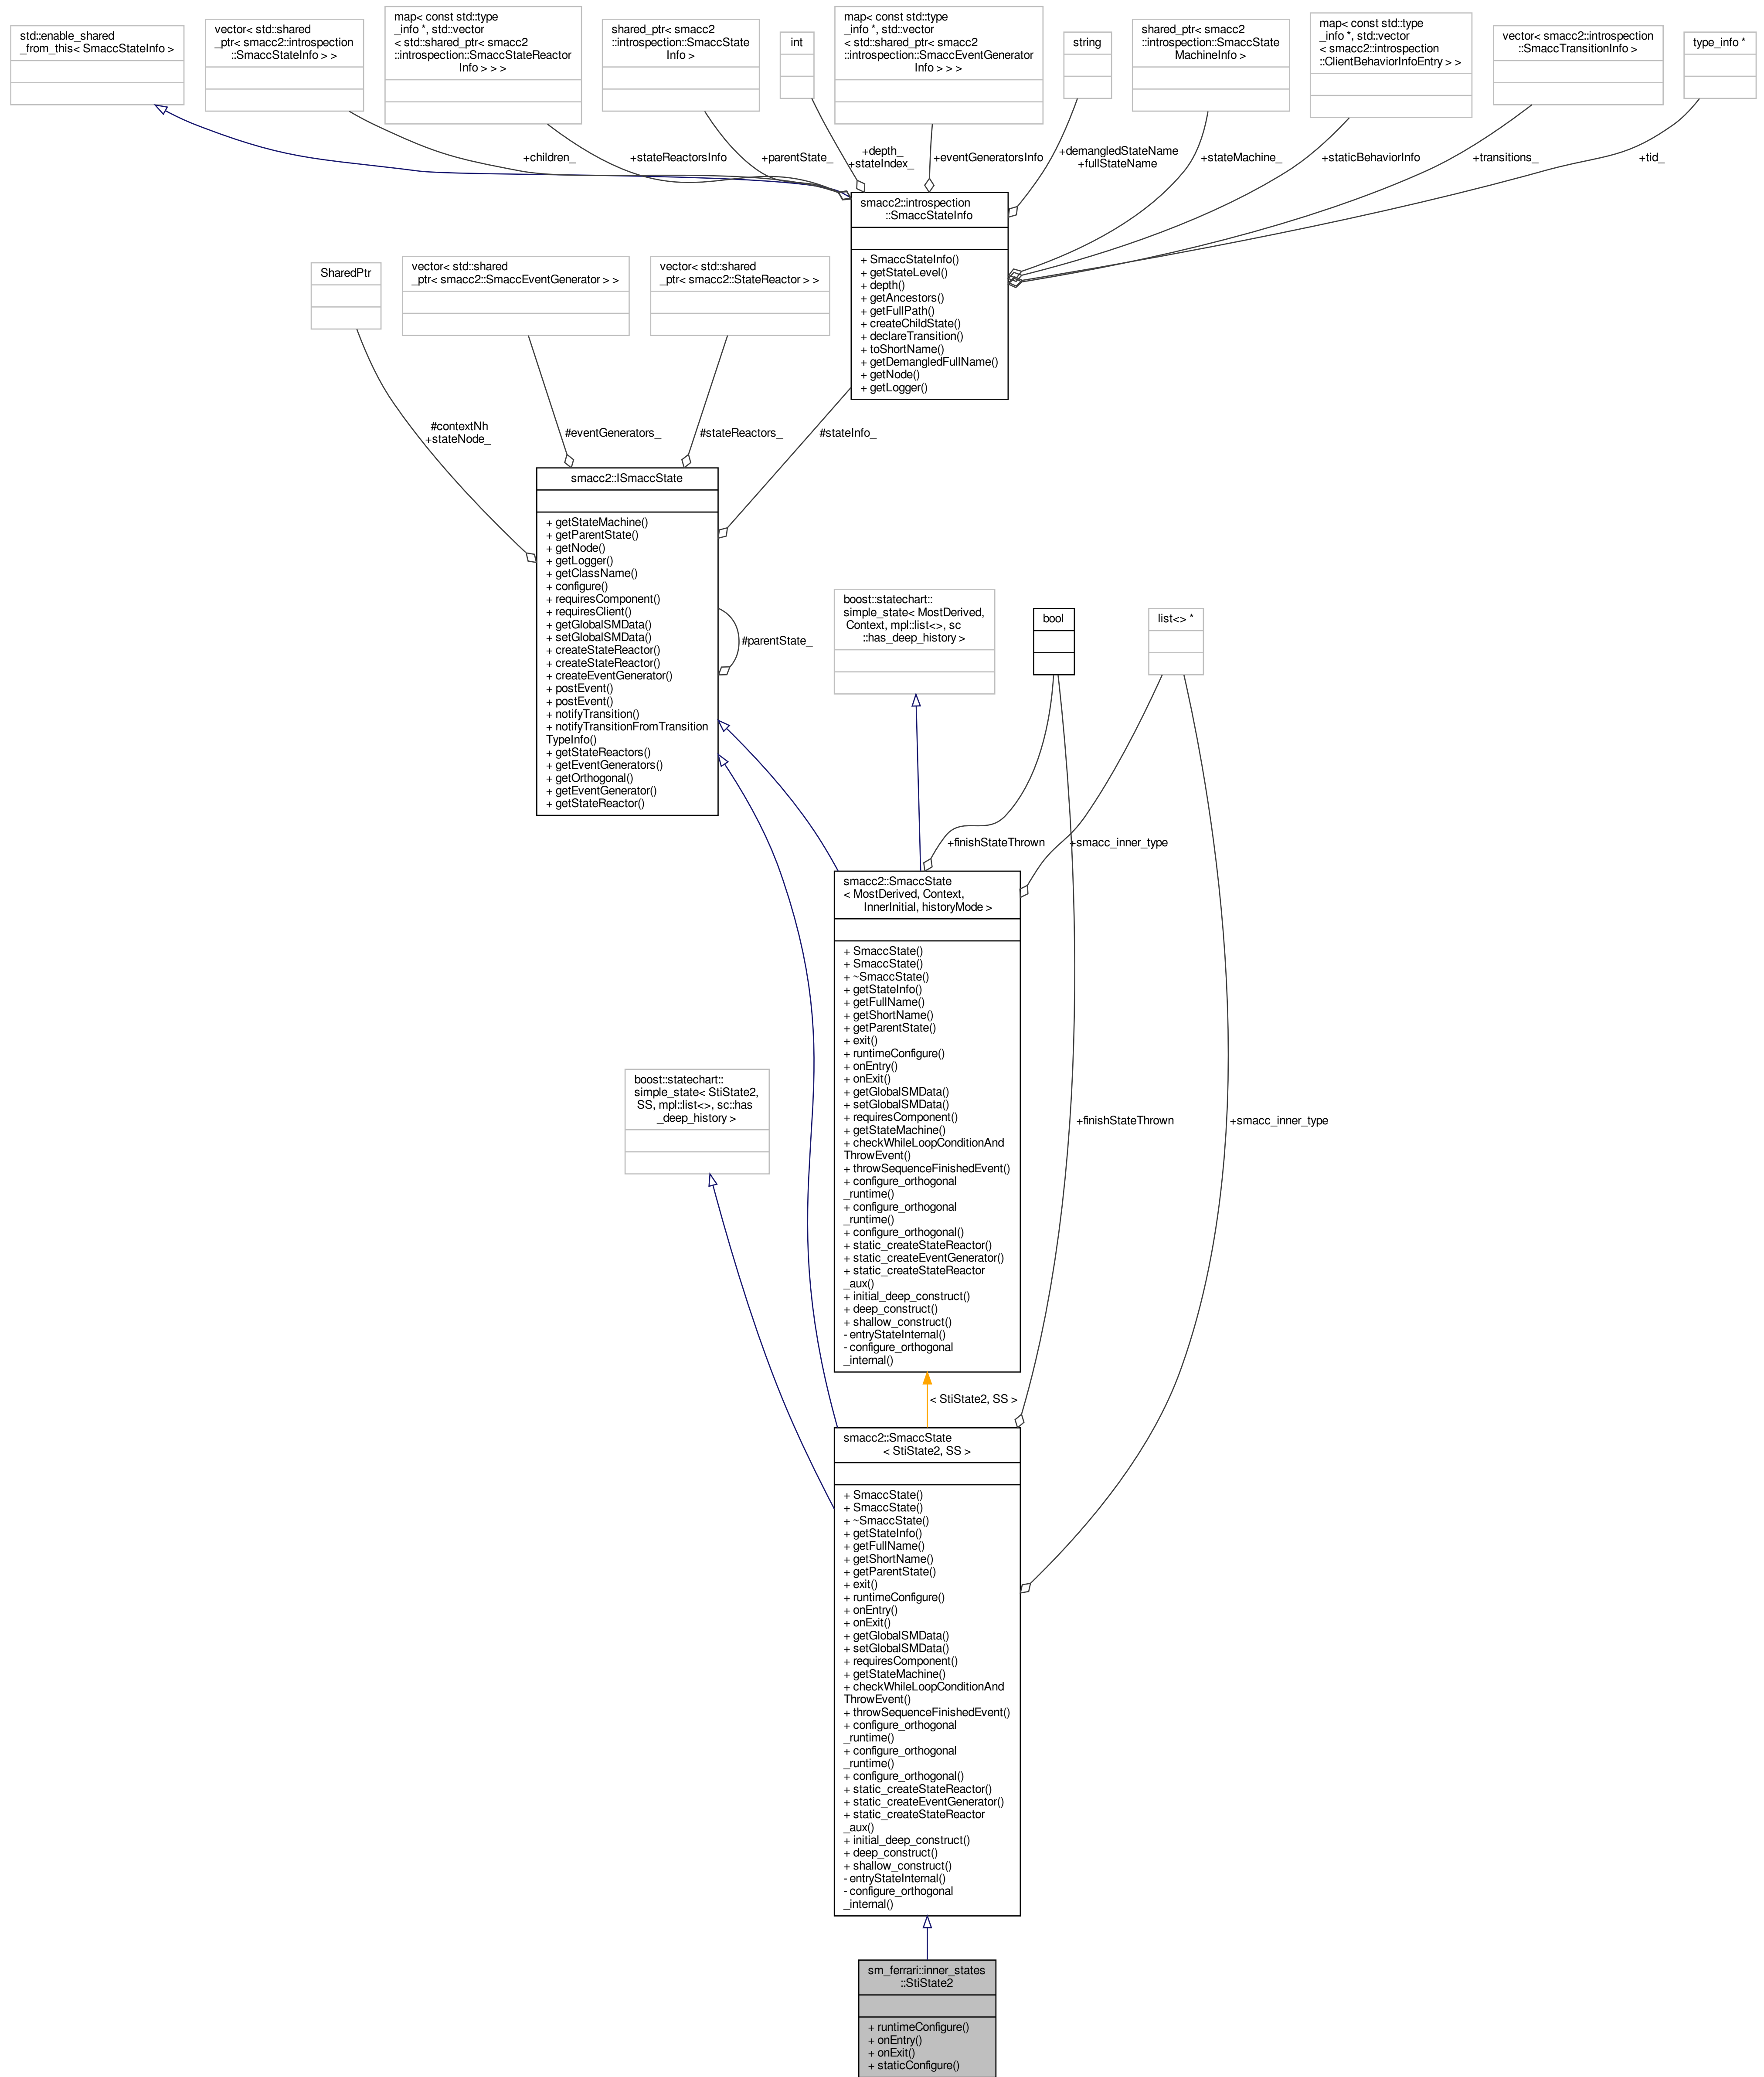 std::enable_shared
_from_this< SmaccStateInfo >
vector< std::shared
_ptr< smacc2::introspection
::SmaccStateInfo > >
map< const std::type
_info *, std::vector
< std::shared_ptr< smacc2
::introspection::SmaccStateReactor
Info > > >
shared_ptr< smacc2
::introspection::SmaccState
Info >
int
map< const std::type
_info *, std::vector
< std::shared_ptr< smacc2
::introspection::SmaccEventGenerator
Info > > >
string
shared_ptr< smacc2
::introspection::SmaccState
MachineInfo >
map< const std::type
_info *, std::vector
< smacc2::introspection
::ClientBehaviorInfoEntry > >
vector< smacc2::introspection
::SmaccTransitionInfo >
type_info *
+children_
+stateReactorsInfo
+parentState_
+depth_
+stateIndex_
+eventGeneratorsInfo
+demangledStateName
+fullStateName
+stateMachine_
+staticBehaviorInfo
+transitions_
+tid_
smacc2::introspection
::SmaccStateInfo
+ SmaccStateInfo()
+ getStateLevel()
+ depth()
+ getAncestors()
+ getFullPath()
+ createChildState()
+ declareTransition()
+ toShortName()
+ getDemangledFullName()
+ getNode()
+ getLogger()
SharedPtr
vector< std::shared
_ptr< smacc2::SmaccEventGenerator > >
vector< std::shared
_ptr< smacc2::StateReactor > >
#contextNh
+stateNode_
#eventGenerators_
#stateReactors_
#stateInfo_
smacc2::ISmaccState
+ getStateMachine()
+ getParentState()
+ getNode()
+ getLogger()
+ getClassName()
+ configure()
+ requiresComponent()
+ requiresClient()
+ getGlobalSMData()
+ setGlobalSMData()
+ createStateReactor()
+ createStateReactor()
+ createEventGenerator()
+ postEvent()
+ postEvent()
+ notifyTransition()
+ notifyTransitionFromTransition
TypeInfo()
+ getStateReactors()
+ getEventGenerators()
+ getOrthogonal()
+ getEventGenerator()
+ getStateReactor()
#parentState_
boost::statechart::
simple_state< MostDerived,
Context, mpl::list<>, sc
::has_deep_history >
bool
list<> *
+finishStateThrown
+smacc_inner_type
smacc2::SmaccState
< MostDerived, Context,
InnerInitial, historyMode >
+ SmaccState()
+ SmaccState()
+ ~SmaccState()
+ getStateInfo()
+ getFullName()
+ getShortName()
+ getParentState()
+ exit()
+ runtimeConfigure()
+ onEntry()
+ onExit()
+ getGlobalSMData()
+ setGlobalSMData()
+ requiresComponent()
+ getStateMachine()
+ checkWhileLoopConditionAnd
ThrowEvent()
+ throwSequenceFinishedEvent()
+ configure_orthogonal
_runtime()
+ configure_orthogonal
_runtime()
+ configure_orthogonal()
+ static_createStateReactor()
+ static_createEventGenerator()
+ static_createStateReactor
_aux()
+ initial_deep_construct()
+ deep_construct()
+ shallow_construct()
- entryStateInternal()
- configure_orthogonal
_internal()
boost::statechart::
simple_state< StiState2,
SS, mpl::list<>, sc::has
_deep_history >
+finishStateThrown
+smacc_inner_type
< StiState2, SS >
smacc2::SmaccState
< StiState2, SS >
+ SmaccState()
+ SmaccState()
+ ~SmaccState()
+ getStateInfo()
+ getFullName()
+ getShortName()
+ getParentState()
+ exit()
+ runtimeConfigure()
+ onEntry()
+ onExit()
+ getGlobalSMData()
+ setGlobalSMData()
+ requiresComponent()
+ getStateMachine()
+ checkWhileLoopConditionAnd
ThrowEvent()
+ throwSequenceFinishedEvent()
+ configure_orthogonal
_runtime()
+ configure_orthogonal
_runtime()
+ configure_orthogonal()
+ static_createStateReactor()
+ static_createEventGenerator()
+ static_createStateReactor
_aux()
+ initial_deep_construct()
+ deep_construct()
+ shallow_construct()
- entryStateInternal()
- configure_orthogonal
_internal()
sm_ferrari::inner_states
::StiState2
+ runtimeConfigure()
+ onEntry()
+ onExit()
+ staticConfigure()